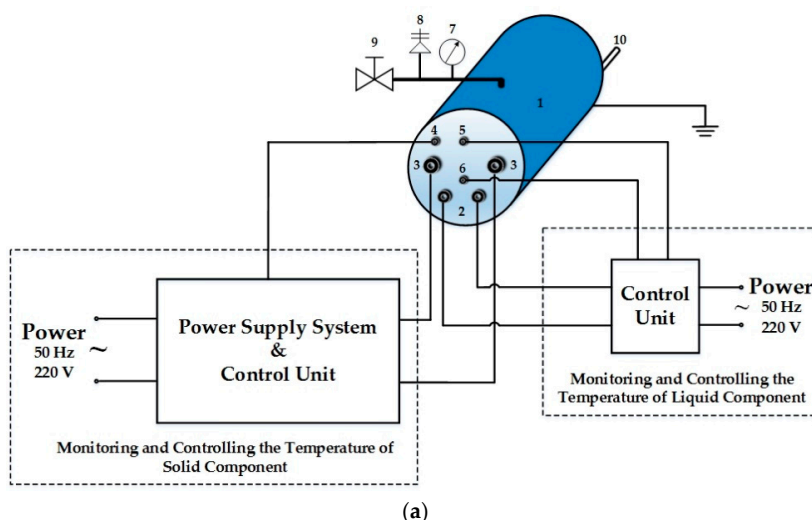 8
9
7
10
1
4
5
3
3
6
2
Power
50 Hz
220 V
~
Power Supply System
&
Control Unit
Monitoring and Controlling the Temperature of
Solid Component
Control
Unit
Power
~ 50 Hz
220 V
Monitoring and Controlling the
Temperature of Liquid Component
(a)